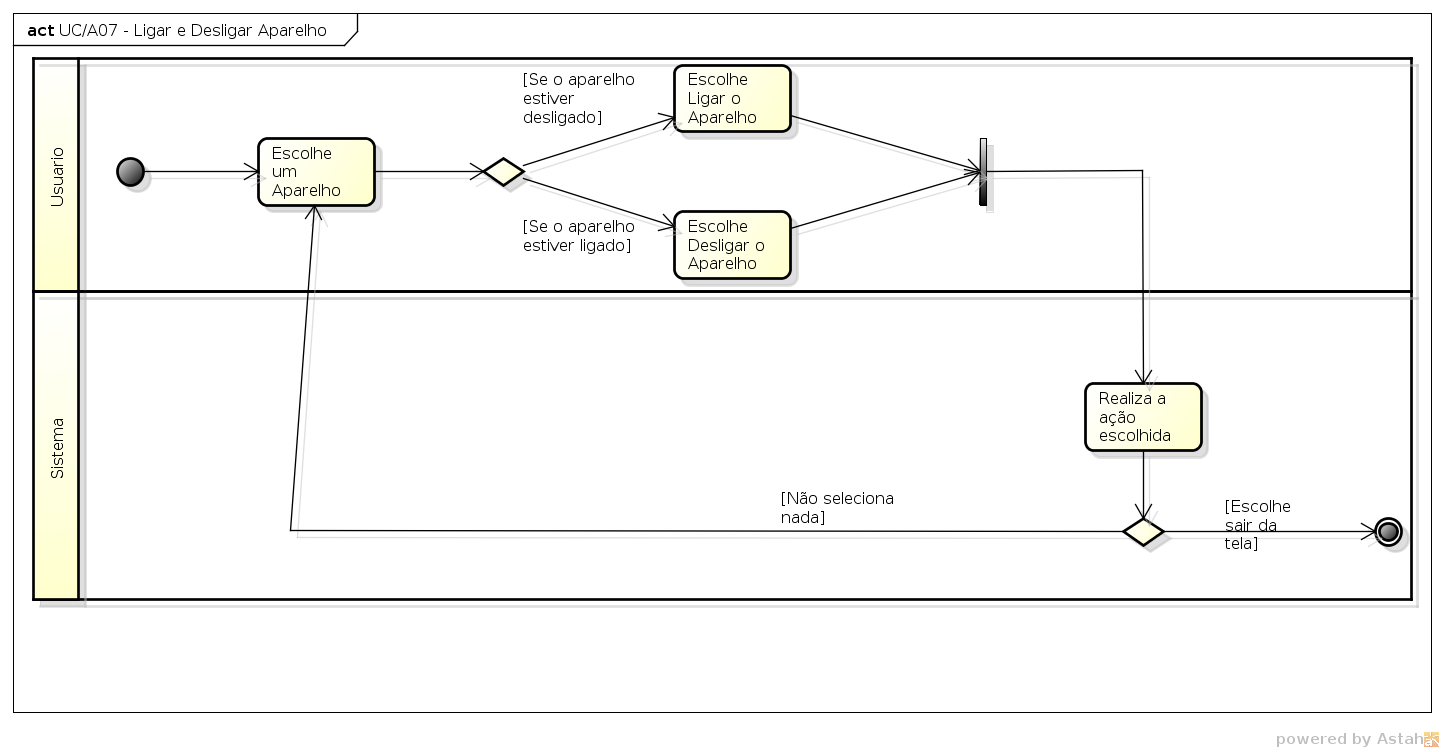 act UC/A07 - Ligar e Desligar Aparelho
Usuario
Escolhe
um
Aparelho
[Se o aparelho
estiver
desligado]
Escolhe
Ligar o
Aparelho
[Se o aparelho
estiver ligado]
Escolhe
Desligar o
Aparelho
Sistema
Realiza a
ação
escolhida
[Não seleciona
nada]
[Escolhe
sair da
tela]
powered by Astah